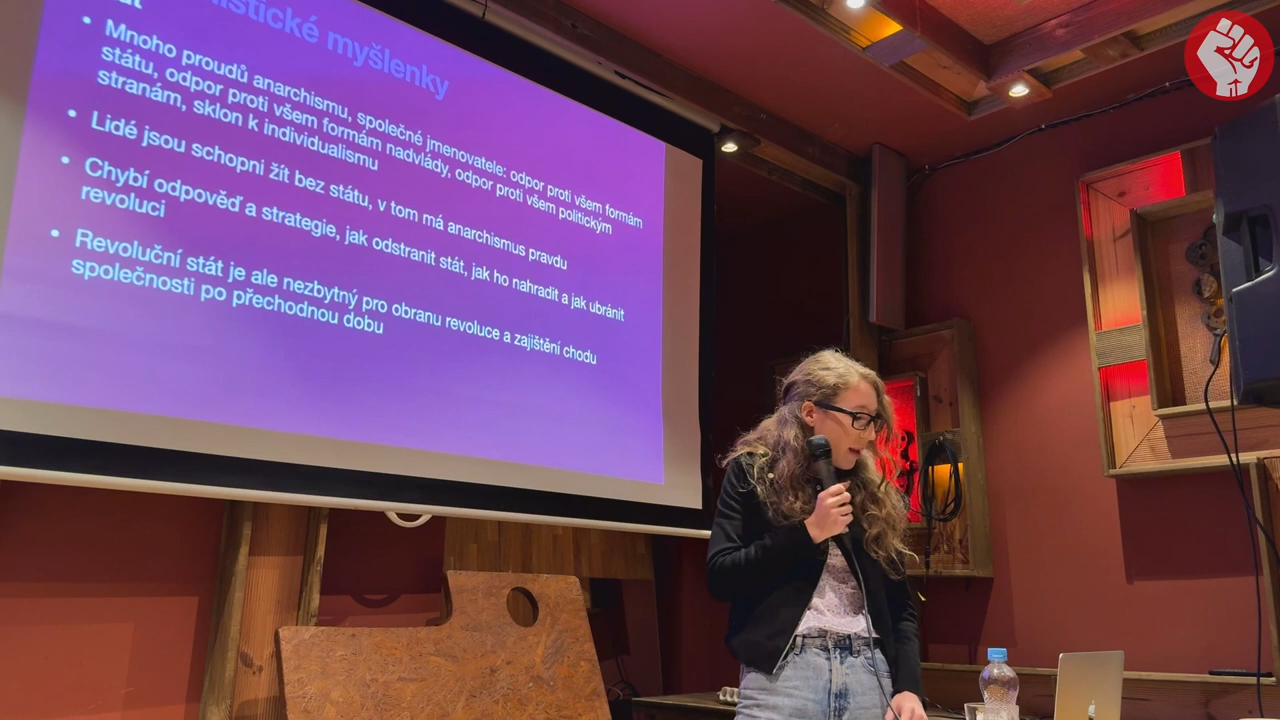 myšlenky
Mnoho proudů anarchismu, společné jmenovatele: odpor proti všem formám
státu, odpor proti všem formám nadvlády, odpor proti všem politickým
stranám, sklon k individualismu
Lidé jsou schopni žít bez státu, v tom má anarchismus pravdu
Chybí odpověď a strategie, jak odstranit stát, jak ho nahradit a jak ubránit
revoluci
Revoluční stát je ale nezbytný pro obranu revoluce a zajištění chodu
společnosti po přechodnou dobu